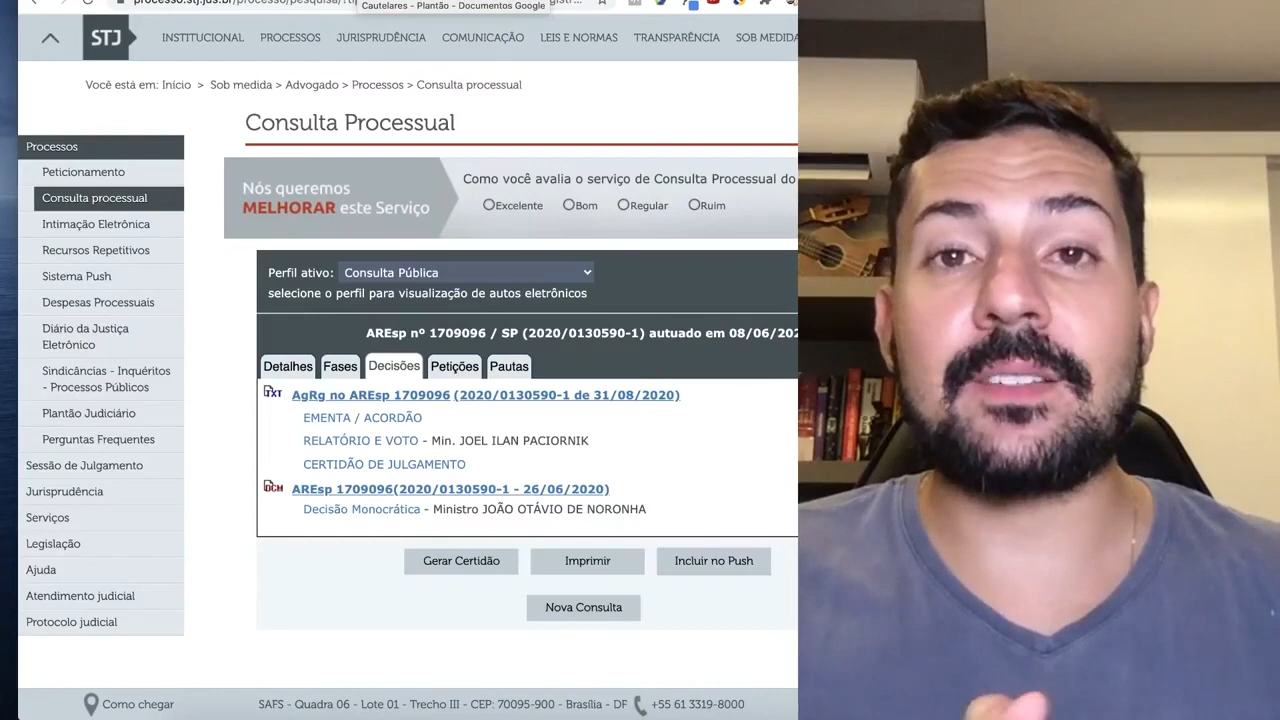 Cautelares - Plantão - Documentos Google
STJ
INSTITUCIONAL PROCESSOS JURISPRUDÊNCIA COMUNICAÇÃO LEIS E NORMAS TRANSPARÊNCIA SOB MEDIDA
Você está em: Início > Sob medida > Advogado > Processos > Consulta processual
Consulta Processual
Processos
Peticionamento
Consulta processual
Intimação Eletrônica
Recursos Repetitivos
Sistema Push
Despesas Processuais
Diário da Justiça
Eletrônico
Sindicâncias - Inquéritos
- Processos Públicos
Plantão Judiciário
Perguntas Frequentes
Sessão de Julgamento
Jurisprudência
Serviços
Legislação
Ajuda
Atendimento judicial
Protocolo judicial
Nós queremos
MELHORAR este Serviço
Como você avalia o serviço de Consulta Processual do
Excelente Bom Regular Ruim
Perfil ativo: Consulta Pública
selecione o perfil para visualização de autos eletrônicos
AREsp nº 1709096 / SP (2020/0130590-1) autuado em 08/06/202
Detalhes Fases Decisões Petições Pautas
TXT AgRg no AREsp 1709096 (2020/0130590-1 de 31/08/2020)
EMENTA / ACORDÃO
RELATÓRIO E VOTO - Min. JOEL ILAN PACIORNIK
CERTIDÃO DE JULGAMENTO
DCM AREsp 1709096(2020/0130590-1 - 26/06/2020)
Decisão Monocrática - Ministro JOÃO OTÁVIO DE NORONHA
Gerar Certidão Imprimir Incluir no Push
Nova Consulta
Como chegar SAFS - Quadra 06 - Lote 01 - Trecho III - CEP: 70095-900 - Brasília - DF +55 61 3319-8000